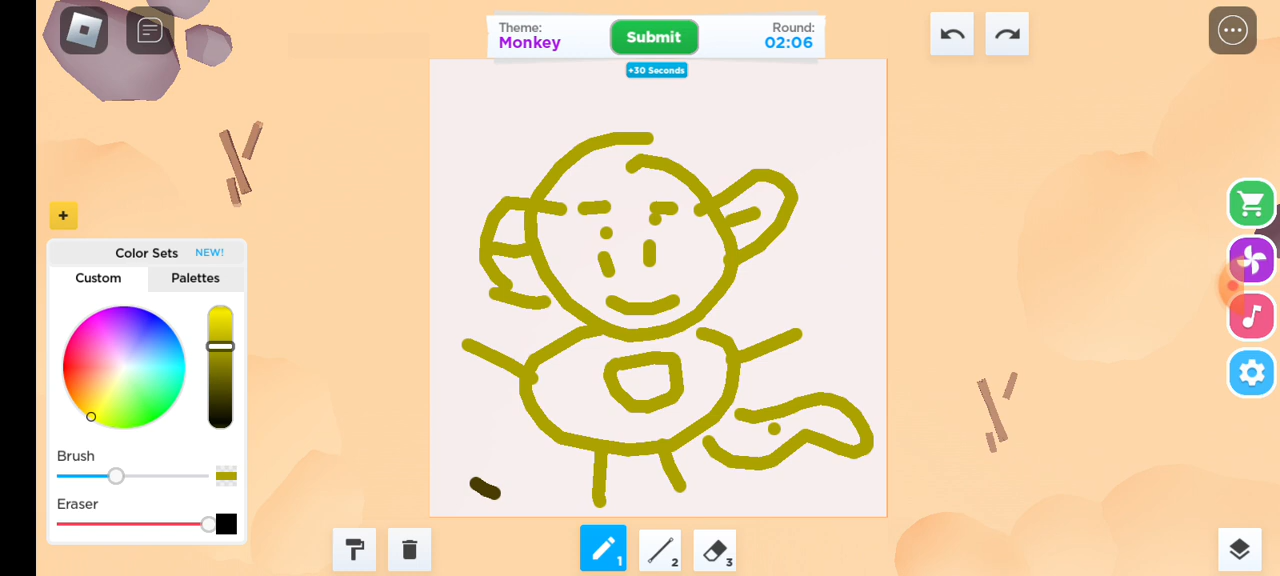 Theme:
Monkey
Submit
Round:
02:06
+30 Seconds
+
Color Sets NEW!
Custom Palettes
Brush
Eraser
1
2
3